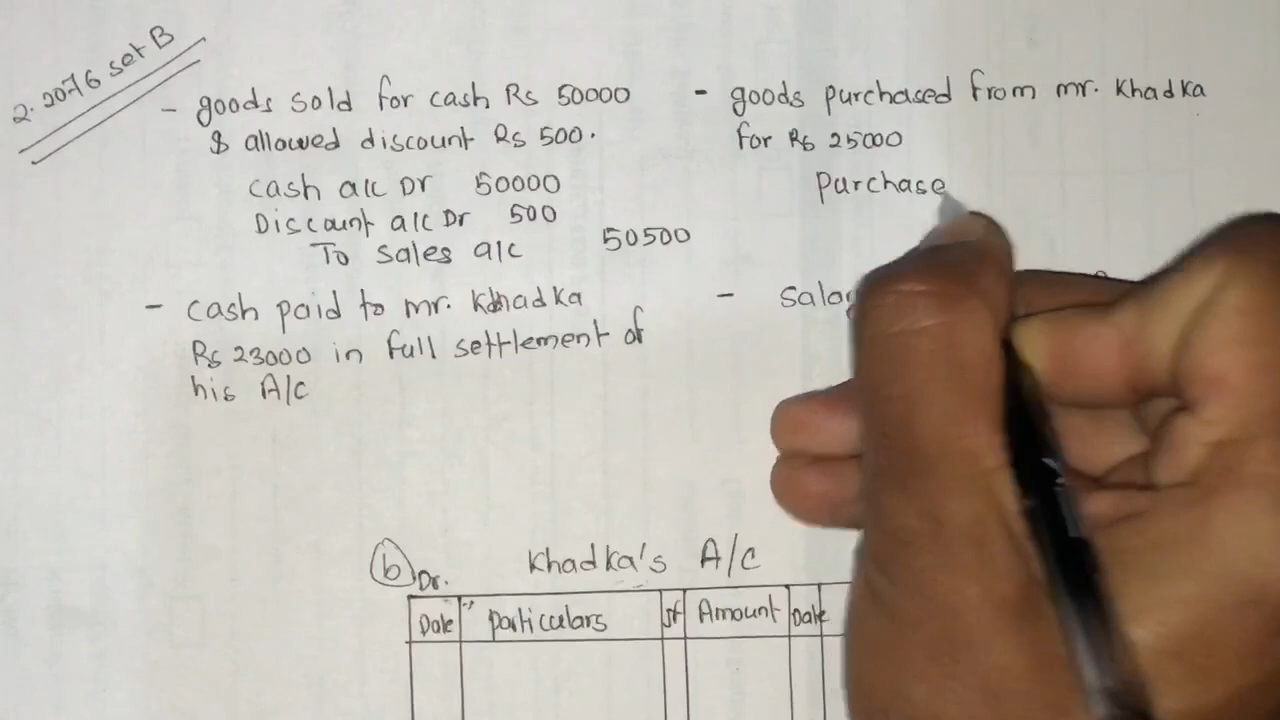 2. 2076 set B
- goods sold for cash Rs 50000
& allowed discount Rs 500.
cash a/c Dr 50000
Discount a/c Dr 500
To sales a/c 50500
- goods purchased from mr. Khadka
for Rs 25000
purchase
- cash paid to mr. Khadka
Rs 23000 in full settlement of
his A/C
-
b Dr. Khadka's A/C
Date particulars Jf Amount Date